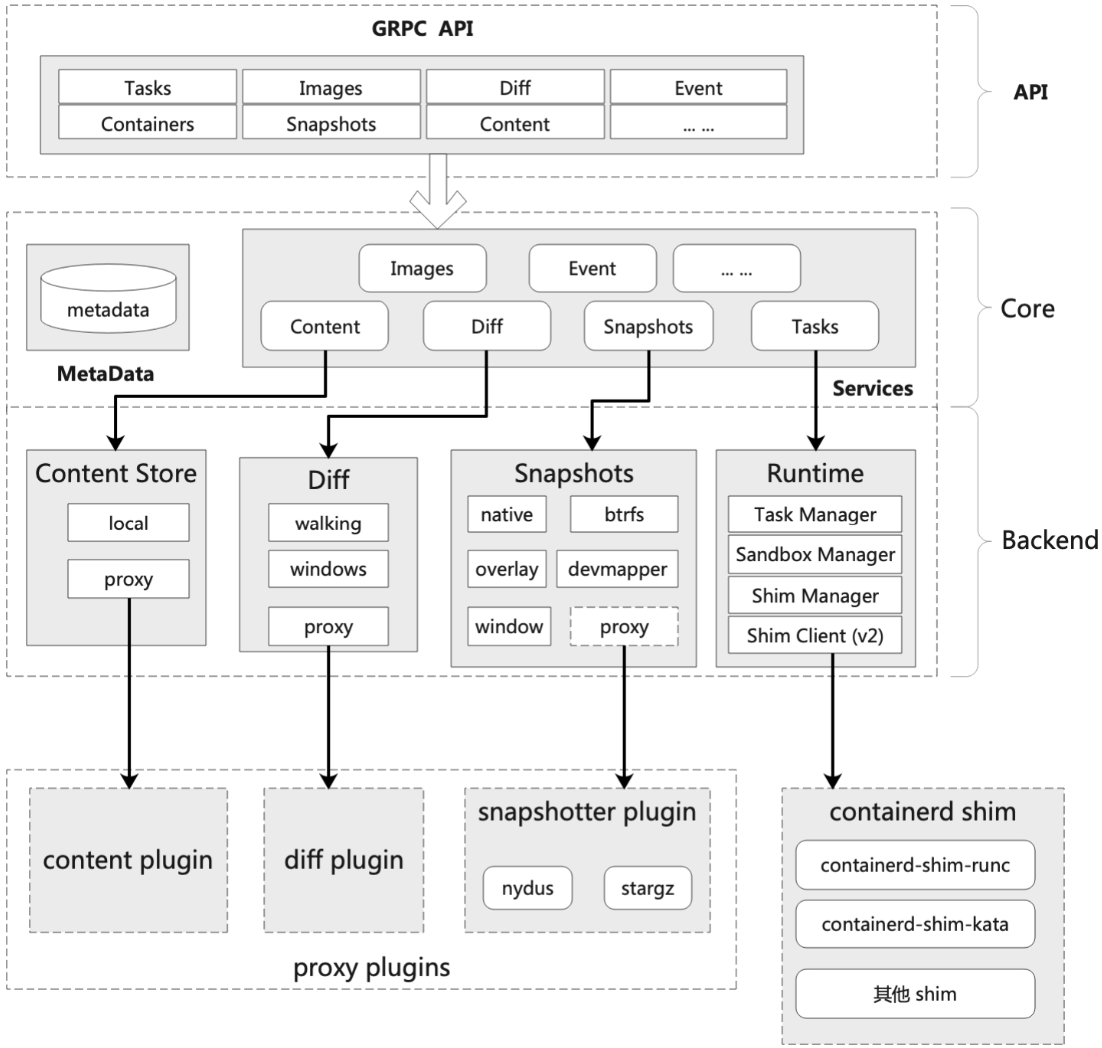 GRPC API
Tasks
Images
Diff
Event
Containers
Snapshots
Content
... ...
API
metadata
MetaData
Images
Event
... ...
Content
Diff
Snapshots
Tasks
Services
Core
Content Store
local
proxy
Diff
walking
windows
proxy
Snapshots
native
btrfs
overlay
devmapper
window
proxy
Runtime
Task Manager
Sandbox Manager
Shim Manager
Shim Client (v2)
Backend
content plugin
diff plugin
snapshotter plugin
nydus
stargz
proxy plugins
containerd shim
containerd-shim-runc
containerd-shim-kata
其他 shim